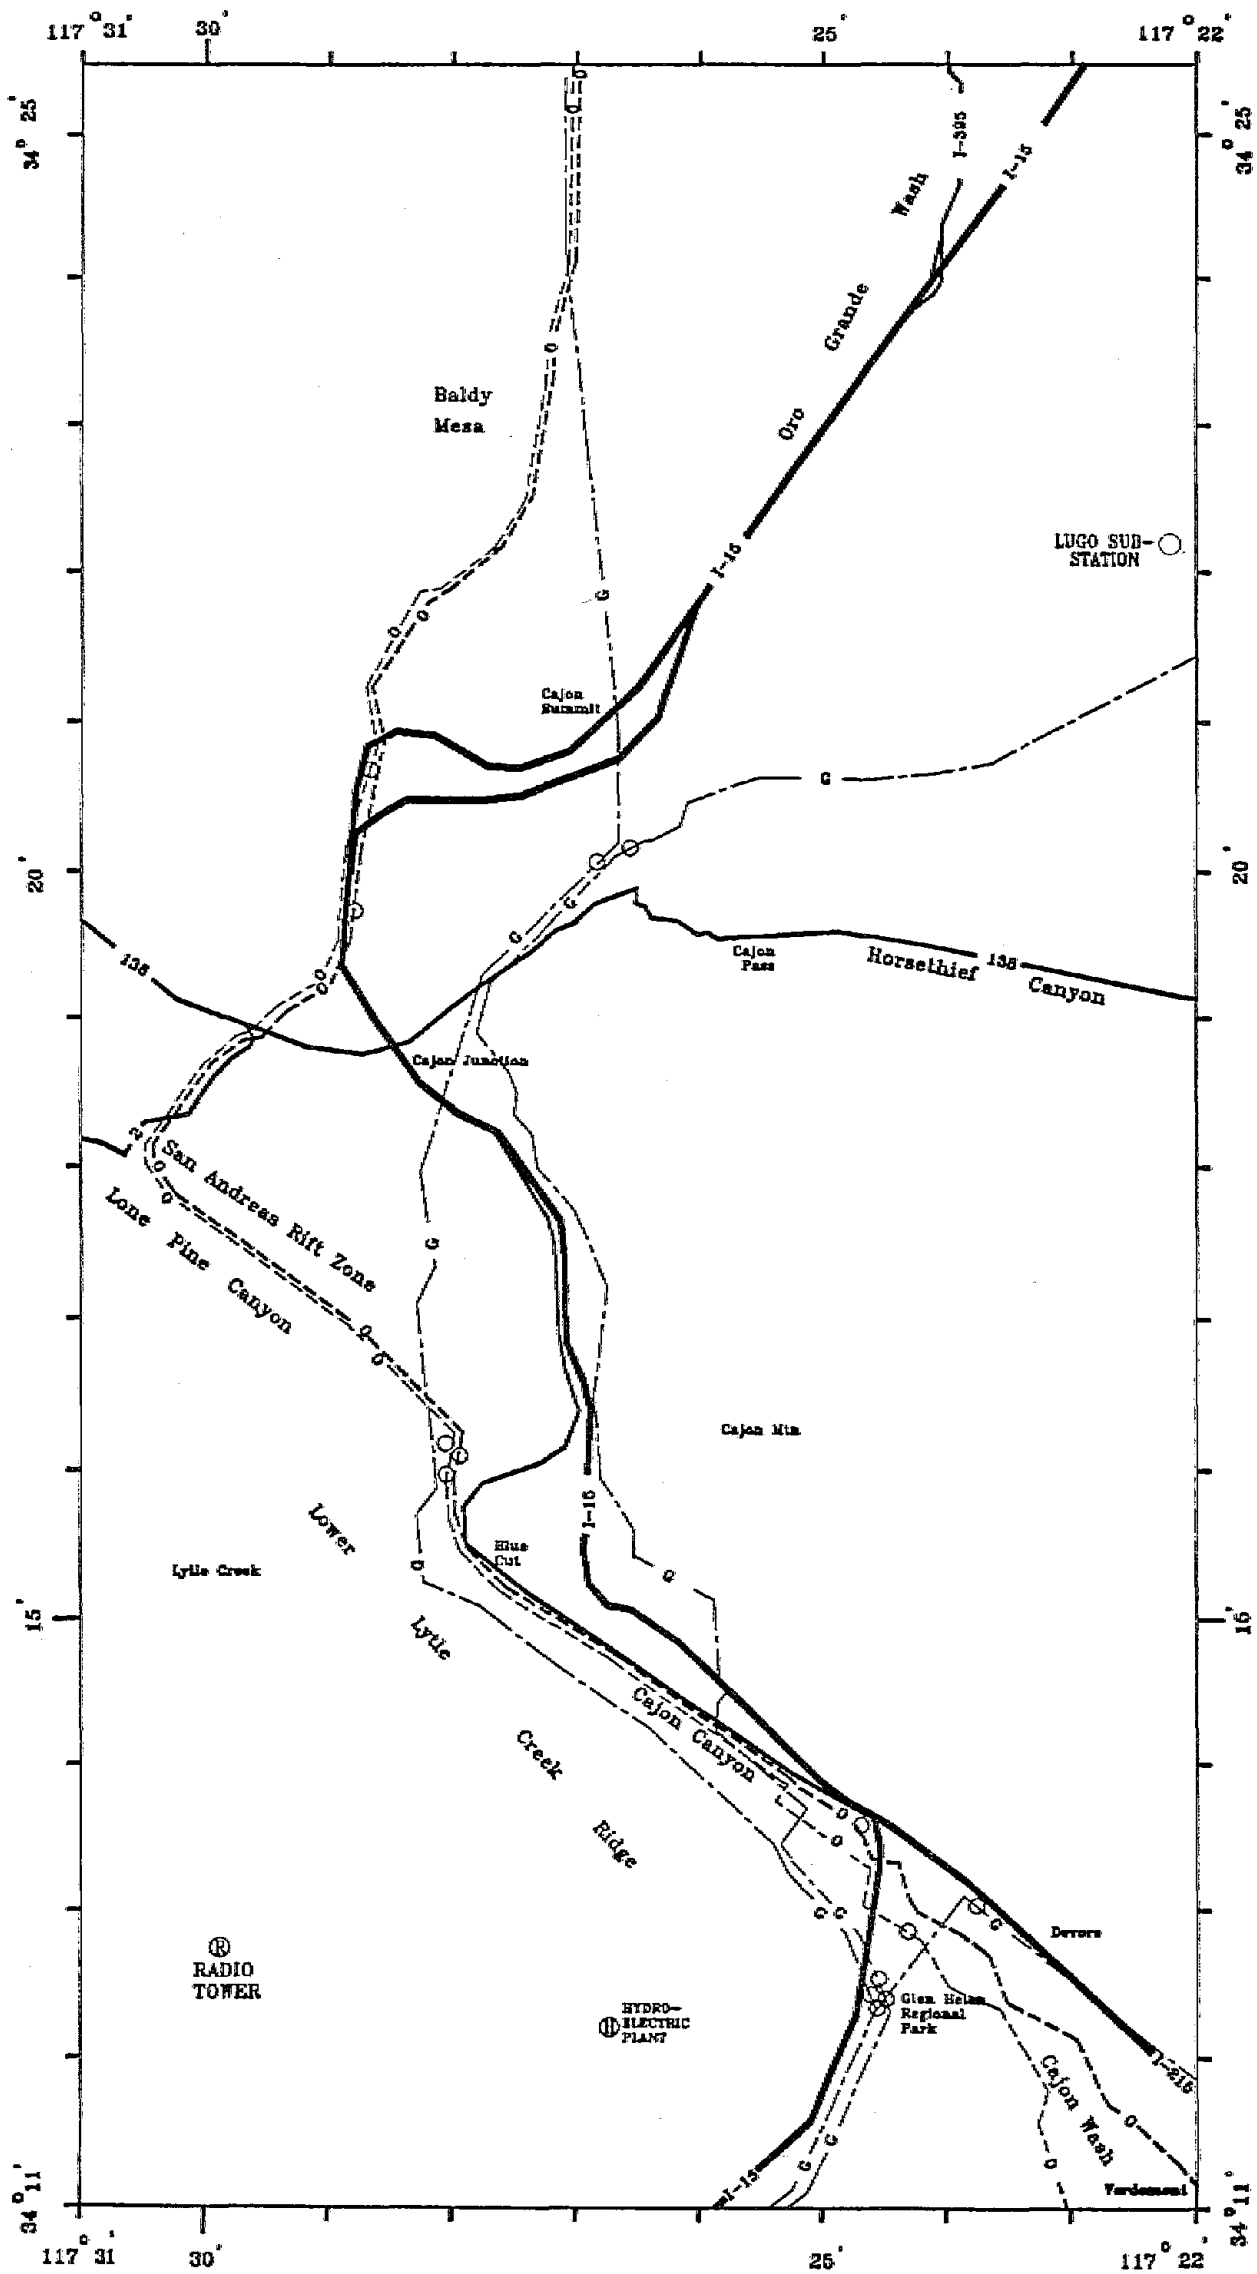 117° 31' 30' 25' 117° 22'
34° 25'
34° 25'
I-395
I-15
Wash
Grande
Oro
Baldy
Mesa
I-15
LUGO SUB-
STATION
G
Cajon
Summit
G
20'
20'
G
G
138
Cajon
Pass
Horsethief
138
Canyon
Cajon Junction
2
San Andreas Rift Zone
Lone Pine Canyon
G
Cajon Mtn
Lower
I-15
Blue
Cut
Lytle Creek
G
G
15'
15'
Lytle
Cajon Canyon
Creek
Ridge
O
O
G
G
G
Devore
RADIO
TOWER
HYDRO-
ELECTRIC
PLANT
Glen Helen
Regional
Park
I-215
Cajon Wash
O
G
G
O
I-15
Verdemont
34° 11'
34° 11'
117° 31' 30' 25' 117° 22'